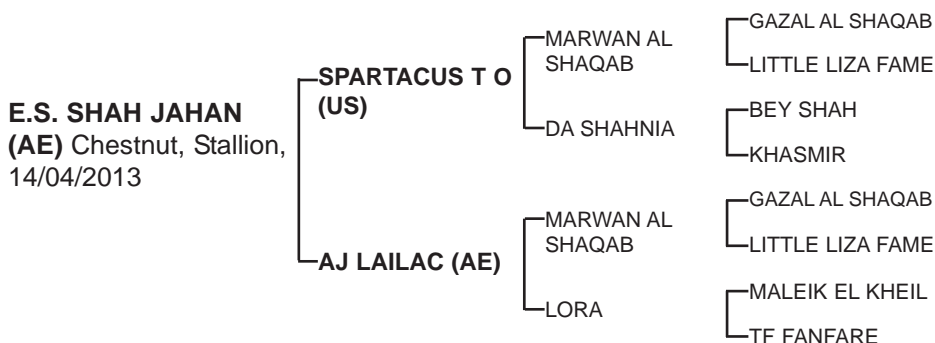 E.S. SHAH JAHAN
(AE) Chestnut, Stallion,
14/04/2013
SPARTACUS T O
(US)
AJ LAILAC (AE)
MARWAN AL
SHAQAB
DA SHAHNIA
MARWAN AL
SHAQAB
LORA
GAZAL AL SHAQAB
LITTLE LIZA FAME
BEY SHAH
KHASMIR
GAZAL AL SHAQAB
LITTLE LIZA FAME
MALEIK EL KHEIL
TF FANFARE